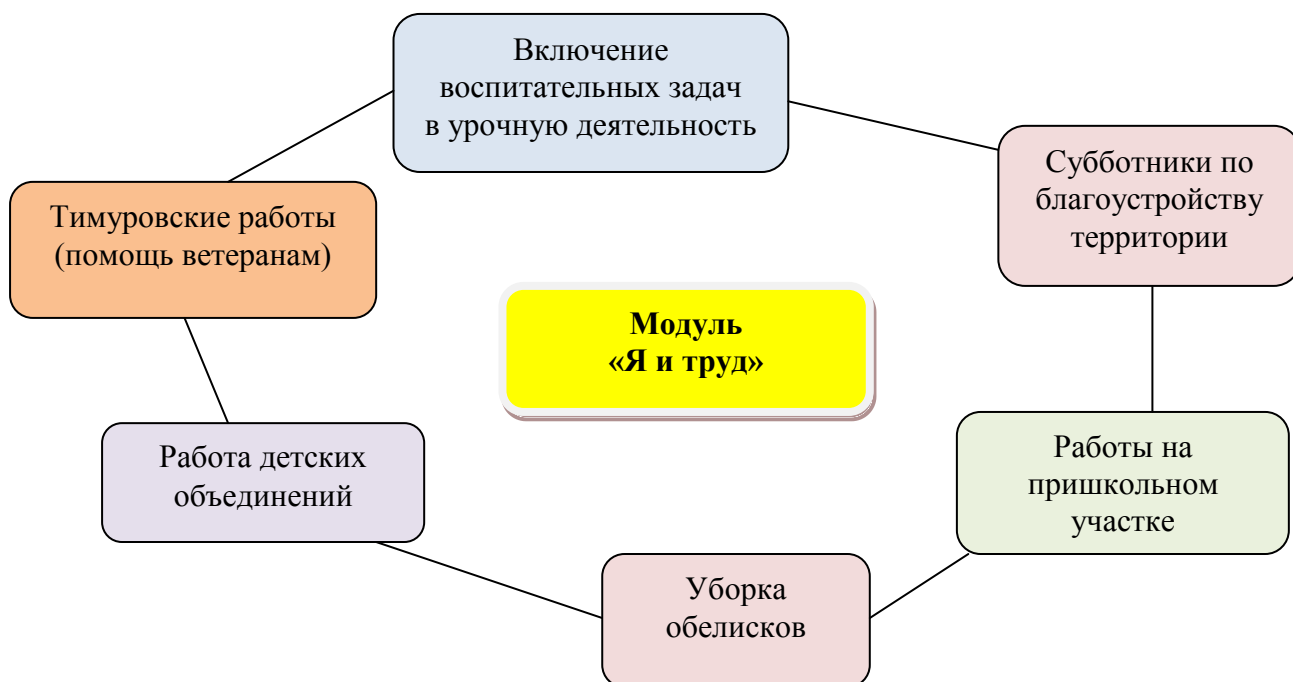 Включение
воспитательных задач
в урочную деятельность
Субботники по
благоустройству
территории
Тимуровские работы
(помощь ветеранам)
Модуль
«Я и труд»
Работа детских
объединений
Работы на
пришкольном
участке
Уборка
обелисков